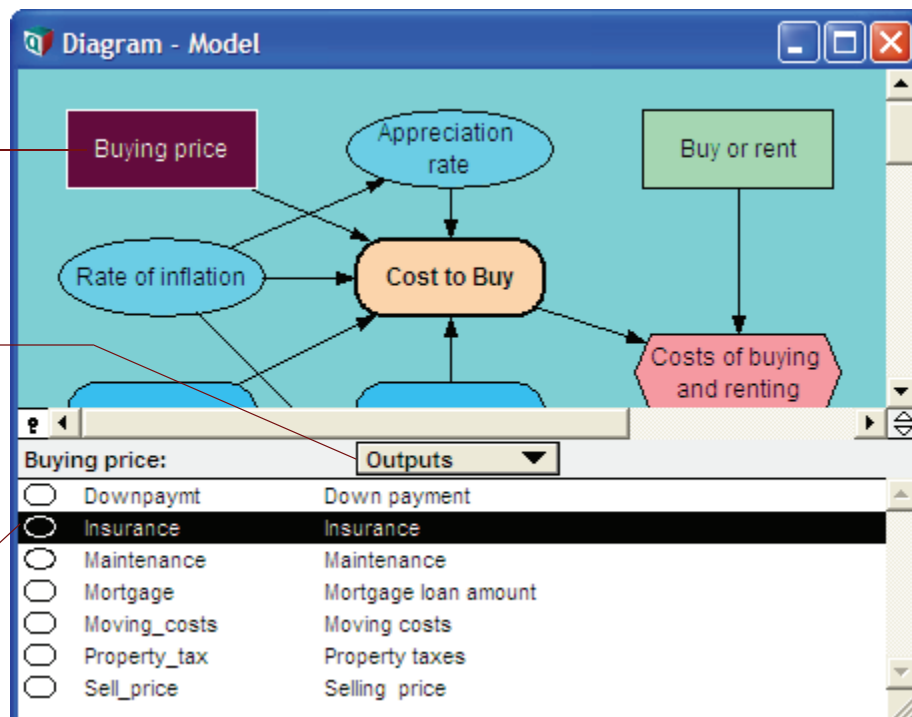 Diagram - Model
Buying price
Appreciation
rate
Buy or rent
Rate of inflation
Cost to Buy
Costs of buying
and renting
Buying price:
Outputs
Downpaymt Down payment
Insurance Insurance
Maintenance Maintenance
Mortgage Mortgage loan amount
Moving_costs Moving costs
Property_tax Property taxes
Sell_price Selling price